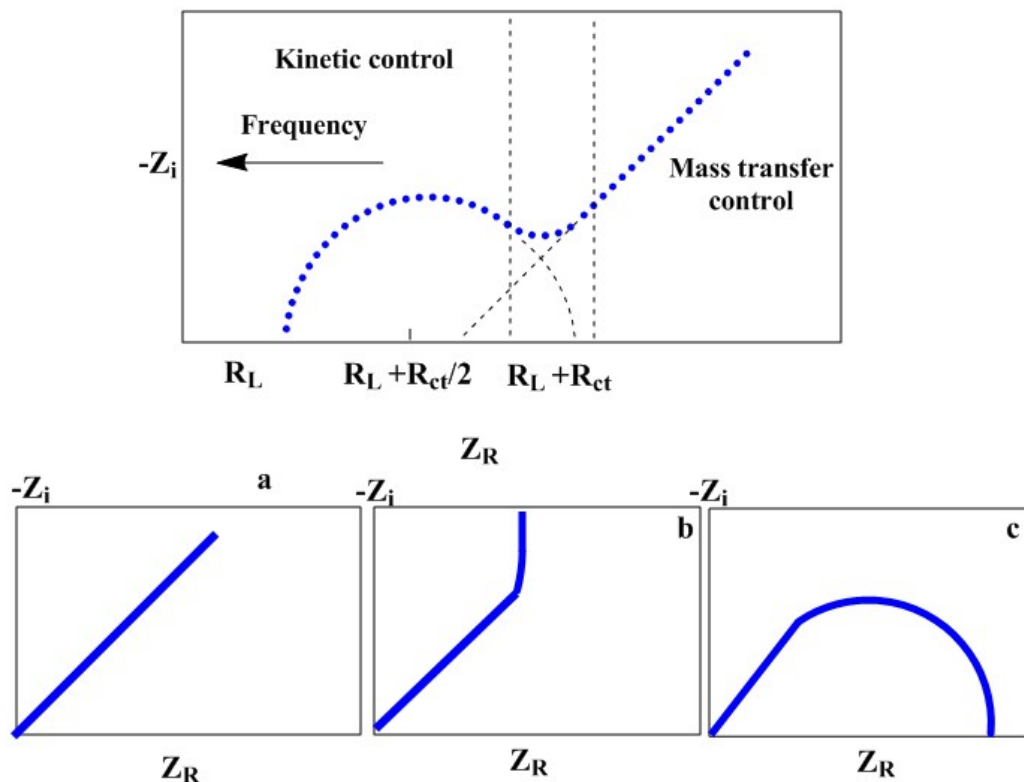 Kinetic control
Frequency
-Zi
Mass transfer
control
RL
RL +Rct/2
RL +Rct
ZR
-Zi
a
-Zi
b
-Zi
c
ZR
ZR
ZR